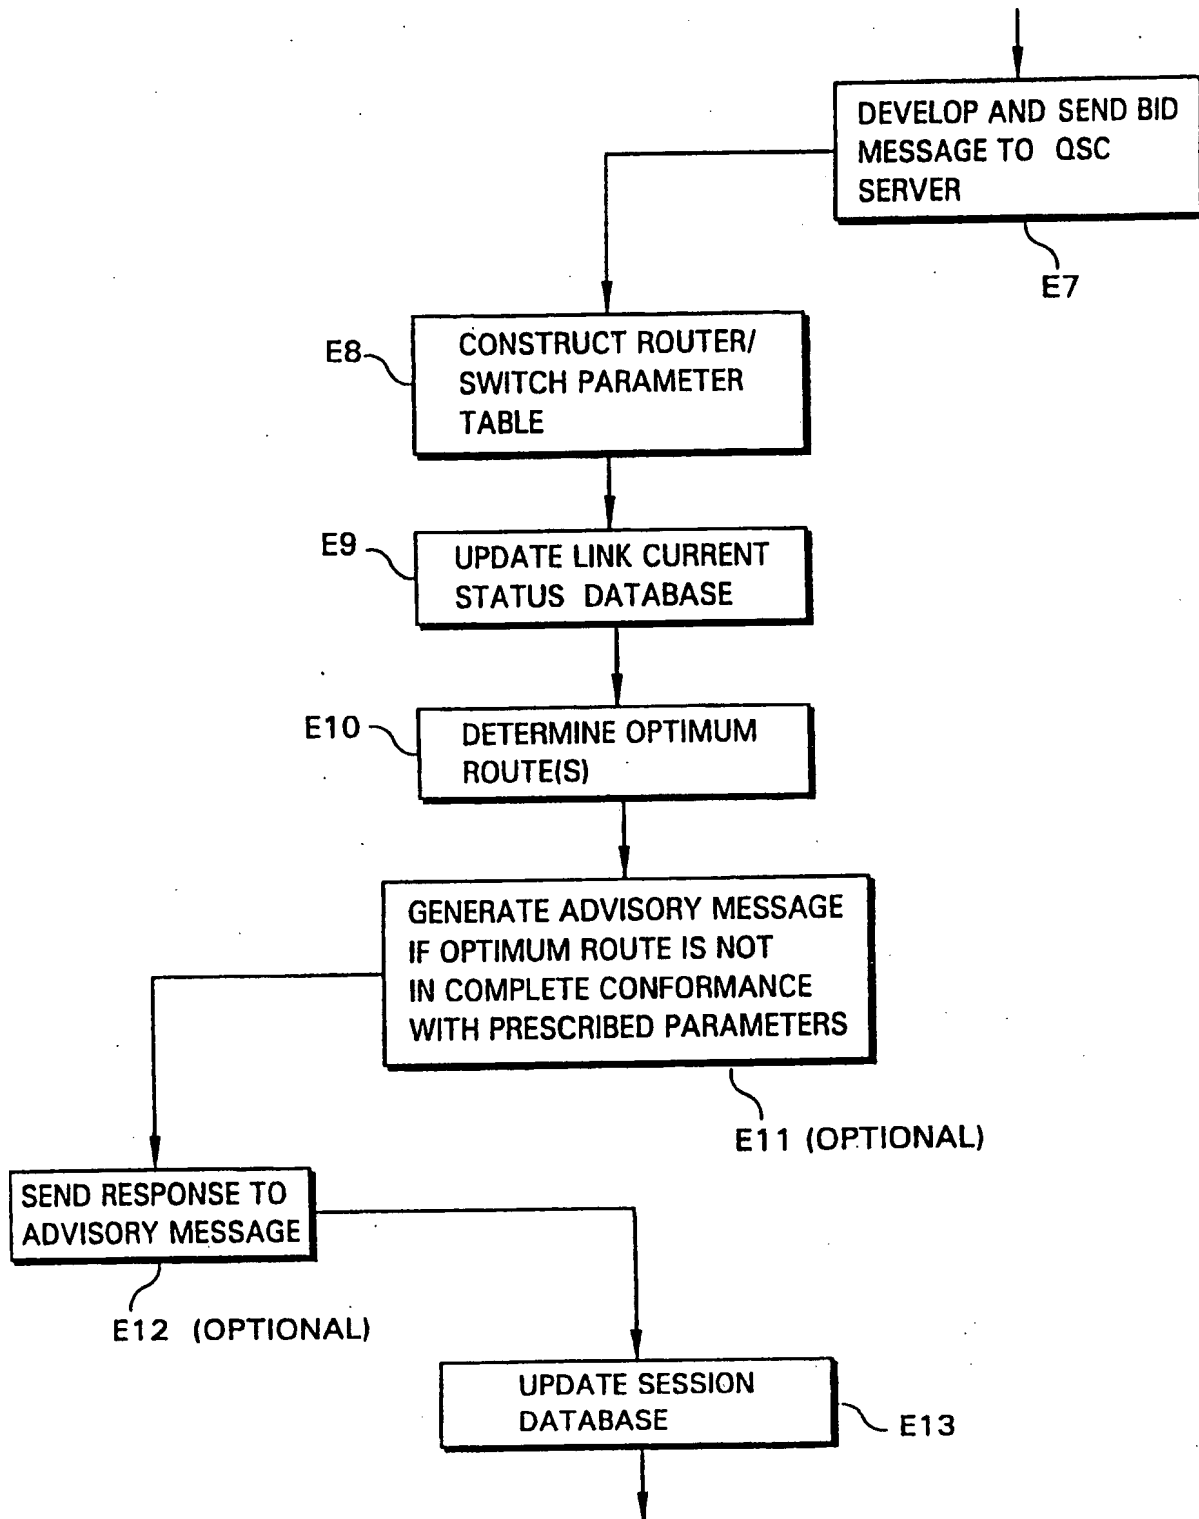 DEVELOP AND SEND BID
MESSAGE TO QSC
SERVER
E7
E8
CONSTRUCT ROUTER/
SWITCH PARAMETER
TABLE
E9
UPDATE LINK CURRENT
STATUS DATABASE
E10
DETERMINE OPTIMUM
ROUTE(S)
GENERATE ADVISORY MESSAGE
IF OPTIMUM ROUTE IS NOT
IN COMPLETE CONFORMANCE
WITH PRESCRIBED PARAMETERS
E11 (OPTIONAL)
SEND RESPONSE TO
ADVISORY MESSAGE
E12 (OPTIONAL)
UPDATE SESSION
DATABASE
E13